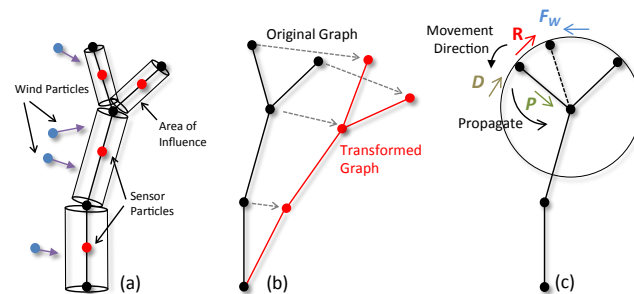 Wind Particles
Area of
Influence
Sensor
Particles
(a)
Original Graph
Transformed
Graph
(b)
Movement
Direction
R
F_W
D
P
Propagate
(c)